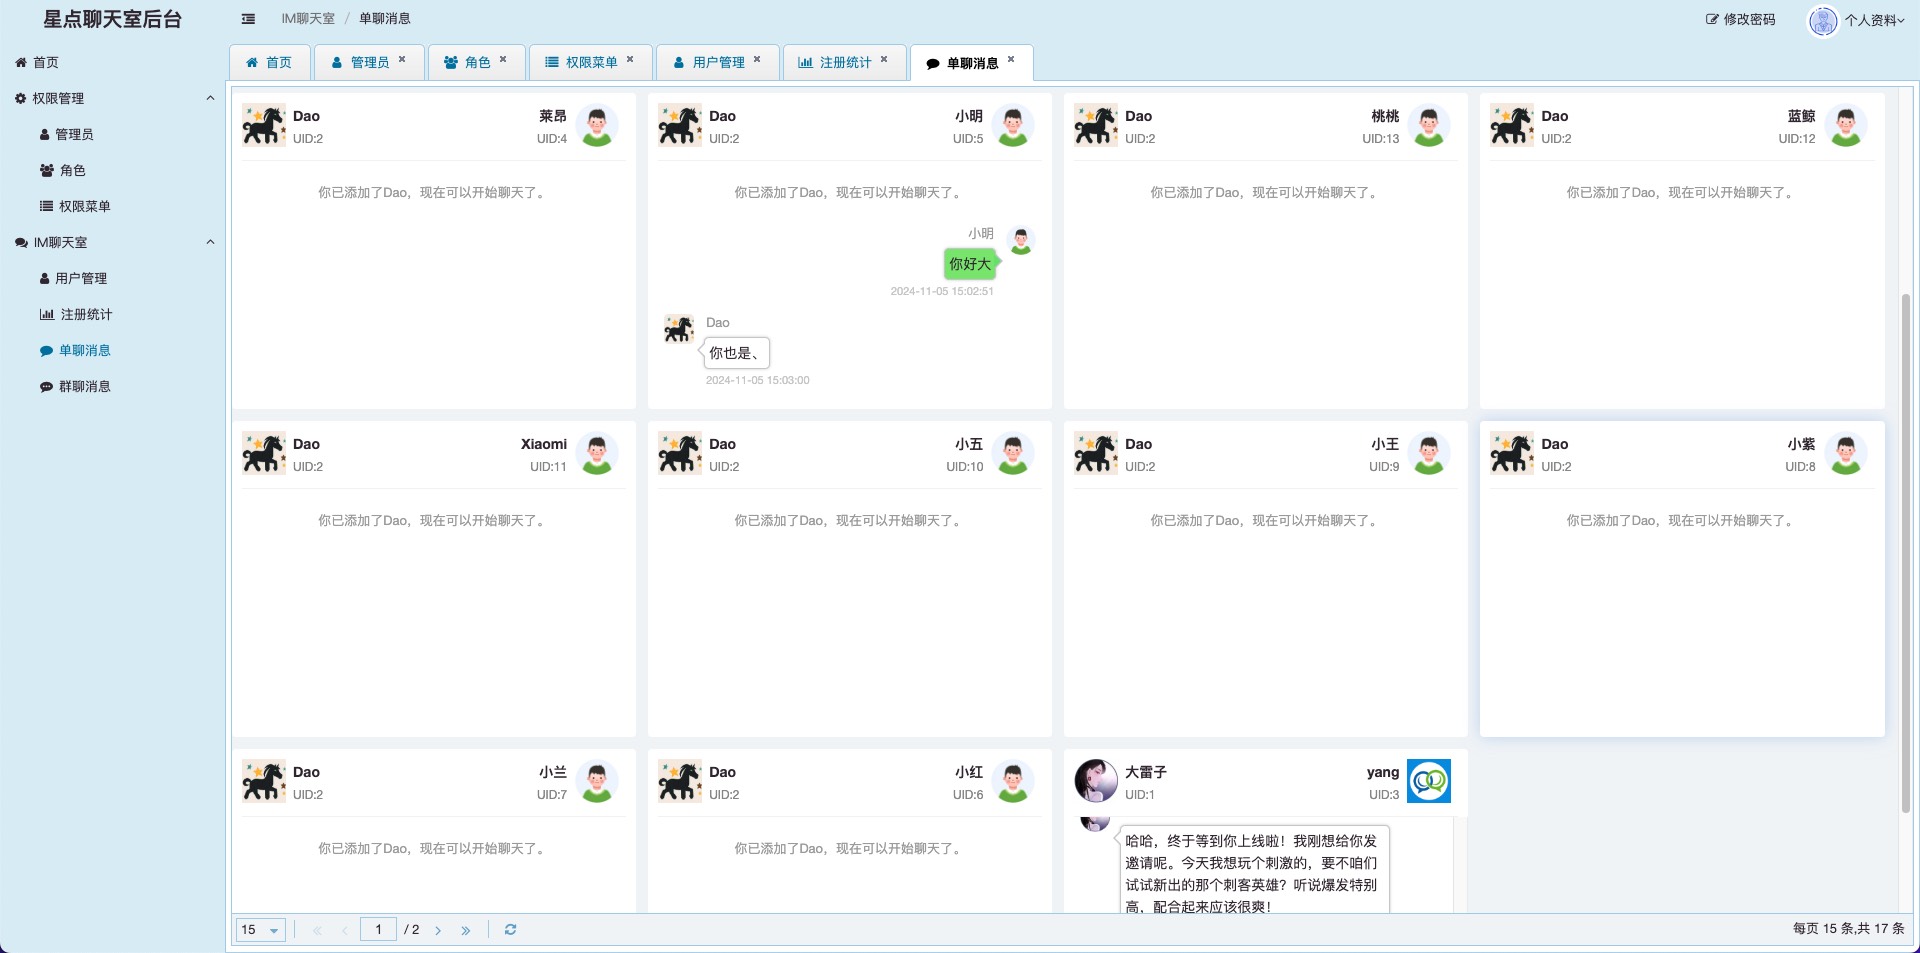 星点聊天室后台
IM聊天室 / 单聊消息
修改密码
个人资料
首页
权限管理
管理员
角色
权限菜单
IM聊天室
用户管理
注册统计
单聊消息
群聊消息
首页
管理员
角色
权限菜单
用户管理
注册统计
单聊消息
Dao
UID:2
莱昂
UID:4
你已添加了Dao，现在可以开始聊天了。
Dao
UID:2
小明
UID:5
你已添加了Dao，现在可以开始聊天了。
小明
你好大
2024-11-05 15:02:51
Dao
你也是、
2024-11-05 15:03:00
Dao
UID:2
桃桃
UID:13
你已添加了Dao，现在可以开始聊天了。
Dao
UID:2
蓝鲸
UID:12
你已添加了Dao，现在可以开始聊天了。
Dao
UID:2
Xiaomi
UID:11
你已添加了Dao，现在可以开始聊天了。
Dao
UID:2
小五
UID:10
你已添加了Dao，现在可以开始聊天了。
Dao
UID:2
小王
UID:9
你已添加了Dao，现在可以开始聊天了。
Dao
UID:2
小紫
UID:8
你已添加了Dao，现在可以开始聊天了。
Dao
UID:2
小兰
UID:7
你已添加了Dao，现在可以开始聊天了。
Dao
UID:2
小红
UID:6
你已添加了Dao，现在可以开始聊天了。
大雷子
UID:1
yang
UID:3
哈哈，终于等到你上线啦！我刚想给你发
邀请呢。今天我想玩个刺激的，要不咱们
试试新出的那个刺客英雄？听说爆发特别
高，配合起来应该很爽！
15
1 / 2
每页 15 条,共 17 条